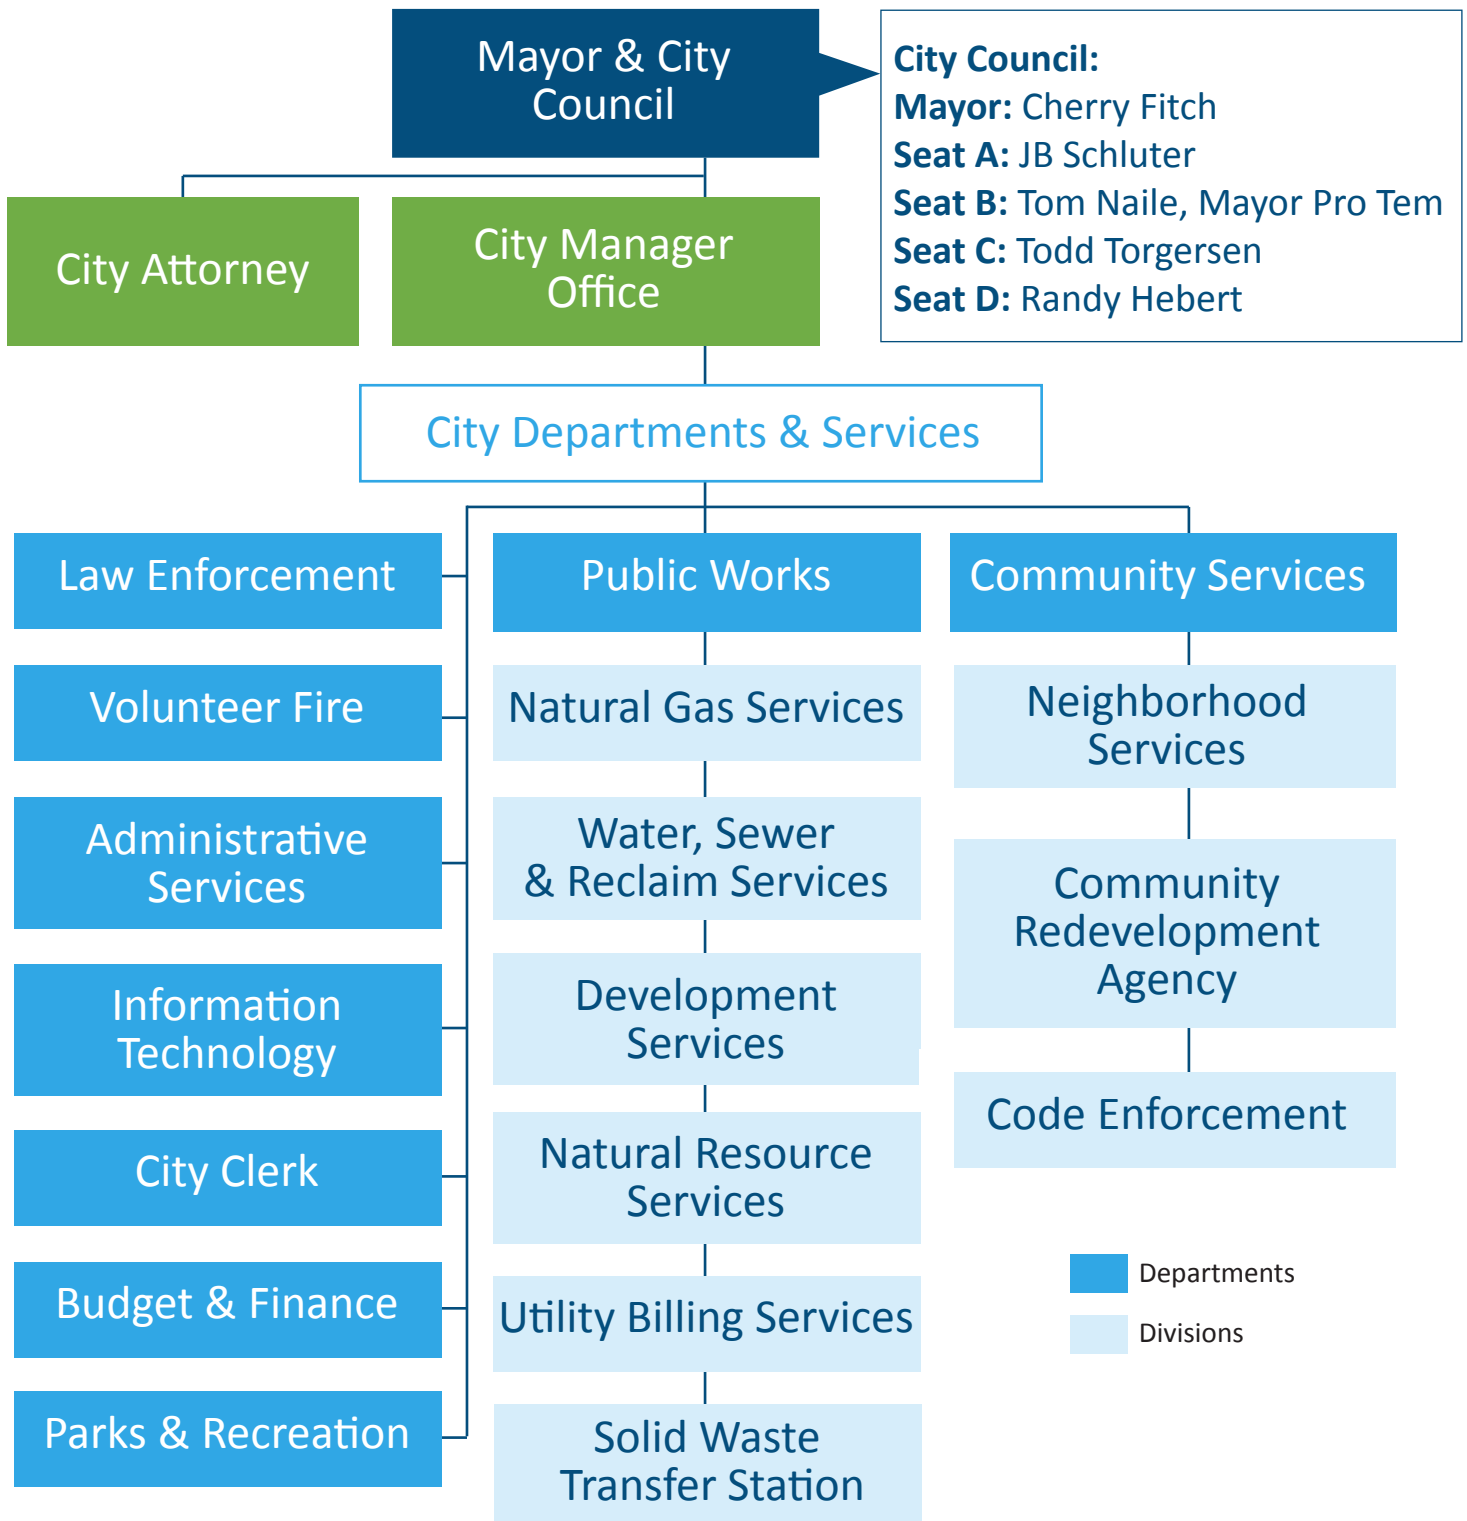 Mayor & City
Council
City Council:
Mayor: Cherry Fitch
Seat A: JB Schluter
Seat B: Tom Naile, Mayor Pro Tem
Seat C: Todd Torgersen
Seat D: Randy Hebert
City Attorney
City Manager
Office
City Departments & Services
Law Enforcement
Volunteer Fire
Administrative
Services
Information
Technology
City Clerk
Budget & Finance
Parks & Recreation
Public Works
Natural Gas Services
Water, Sewer
& Reclaim Services
Development
Services
Natural Resource
Services
Utility Billing Services
Solid Waste
Transfer Station
Community Services
Neighborhood
Services
Community
Redevelopment
Agency
Code Enforcement
Departments
Divisions